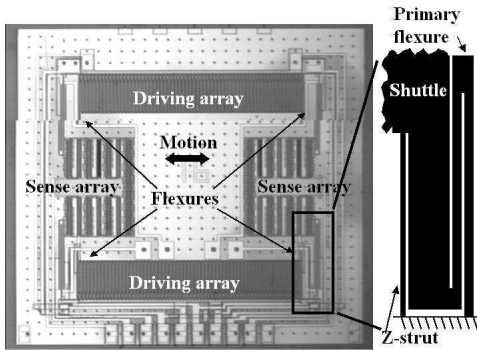 Primary
flexure
Driving array
Shuttle
Motion
Sense array
Sense array
Flexures
Driving array
Z-strut